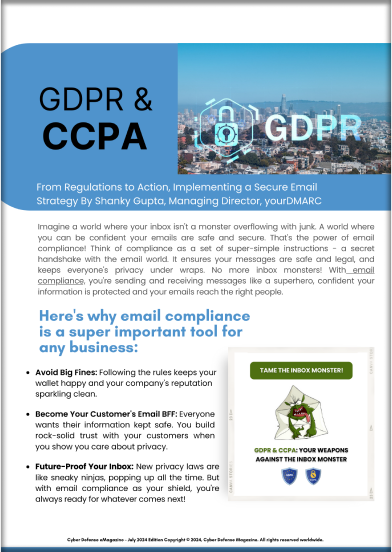 GDPR &
CCPA
GDPR
From Regulations to Action, Implementing a Secure Email
Strategy By Shanky Gupta, Managing Director, yourDMARC
Imagine a world where your inbox isn't a monster overflowing with junk. A world where
you can be confident your emails are safe and secure. That's the power of email
compliance! Think of compliance as a set of super-simple instructions - a secret
handshake with the email world. It ensures your messages are safe and legal, and
keeps everyone's privacy under wraps. No more inbox monsters! With email
compliance, you're sending and receiving messages like a superhero, confident your
information is protected and your emails reach the right people.
Here's why email compliance
is a super important tool for
any business:
• Avoid Big Fines: Following the rules keeps your
wallet happy and your company's reputation
sparkling clean.
• Become Your Customer's Email BFF: Everyone
wants their information kept safe. You build
rock-solid trust with your customers when
you show you care about privacy.
• Future-Proof Your Inbox: New privacy laws are
like sneaky ninjas, popping up all the time. But
with email compliance as your shield, you're
always ready for whatever comes next!
TAME THE INBOX MONSTER!
GDPR & CCPA: YOUR WEAPONS
AGAINST THE INBOX MONSTER
Cyber Defense eMagazine - July 2024 Edition Copyright © 2024, Cyber Defense Magazine. All rights reserved worldwide.